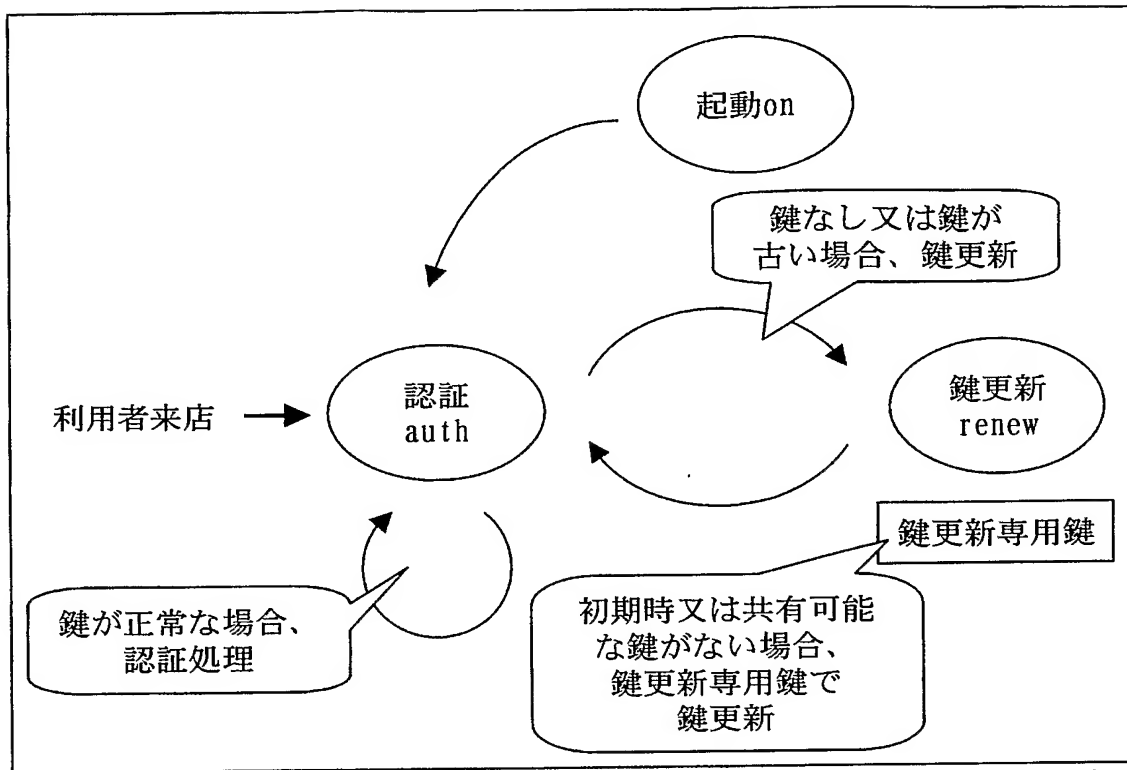 起動on
鍵なし又は鍵が
古い場合、鍵更新
利用者来店
認証
auth
鍵更新
renew
鍵更新専用鍵
鍵が正常な場合、
認証処理
初期時又は共有可能
な鍵がない場合、
鍵更新専用鍵で
鍵更新